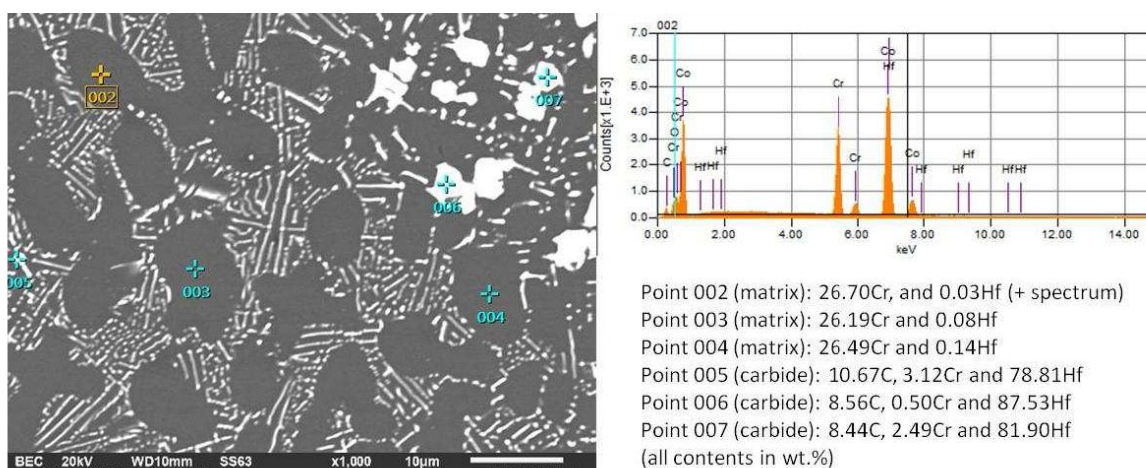 002
007
006
005
003
004
BEC 20kV WD10mm SS63 x1,000 10µm
002
Counts[x1.E+3]
7.0
6.0
5.0
4.0
3.0
2.0
1.0
0.0
Co
Hf
Co
Cr
Co
Cr
O
Cr
C
Hf
Hf
Hf
Cr
Co
Hf
Hf
Hf
Hf Hf
0.00 2.00 4.00 6.00 8.00 10.00 12.00 14.00
keV
Point 002 (matrix): 26.70Cr, and 0.03Hf (+ spectrum)
Point 003 (matrix): 26.19Cr and 0.08Hf
Point 004 (matrix): 26.49Cr and 0.14Hf
Point 005 (carbide): 10.67C, 3.12Cr and 78.81Hf
Point 006 (carbide): 8.56C, 0.50Cr and 87.53Hf
Point 007 (carbide): 8.44C, 2.49Cr and 81.90Hf
(all contents in wt.%)